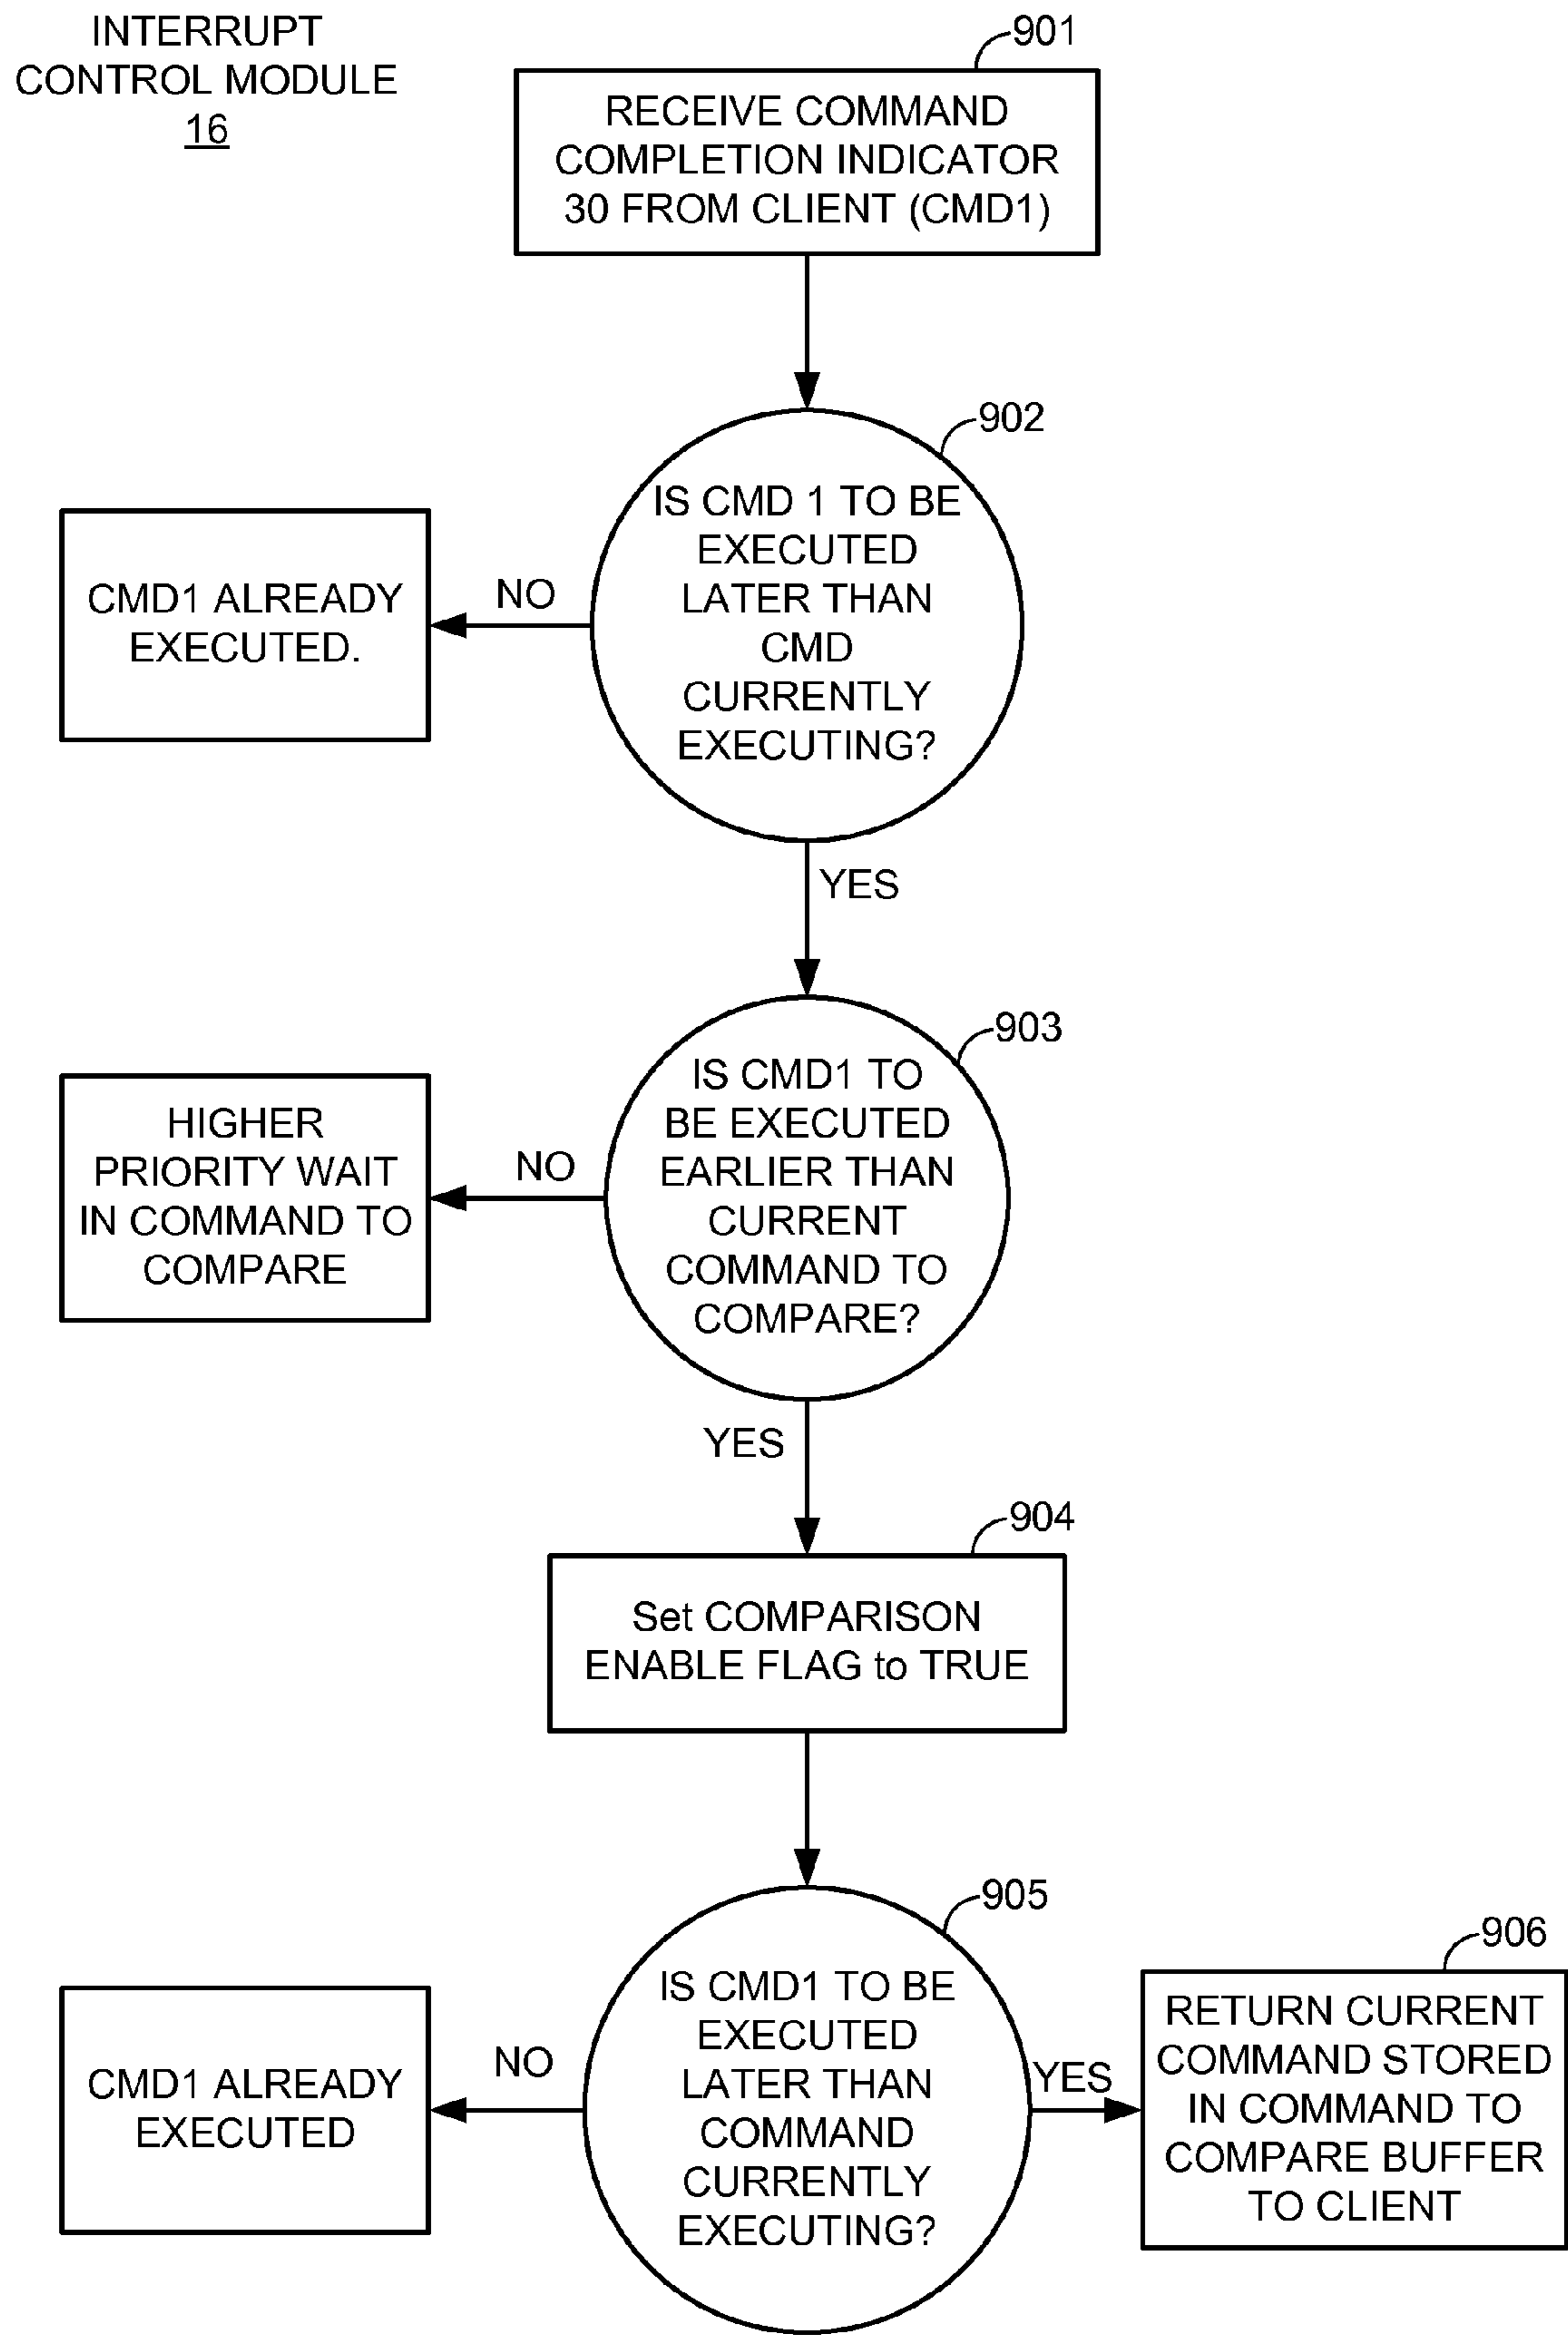 INTERRUPT
CONTROL MODULE
16
901
RECEIVE COMMAND
COMPLETION INDICATOR
30 FROM CLIENT (CMD1)
902
IS CMD 1 TO BE
EXECUTED
LATER THAN
CMD
CURRENTLY
EXECUTING?
NO
CMD1 ALREADY
EXECUTED.
YES
903
IS CMD1 TO
BE EXECUTED
EARLIER THAN
CURRENT
COMMAND TO
COMPARE?
NO
HIGHER
PRIORITY WAIT
IN COMMAND TO
COMPARE
YES
904
Set COMPARISON
ENABLE FLAG to TRUE
905
IS CMD1 TO BE
EXECUTED
LATER THAN
COMMAND
CURRENTLY
EXECUTING?
NO
CMD1 ALREADY
EXECUTED
YES
906
RETURN CURRENT
COMMAND STORED
IN COMMAND TO
COMPARE BUFFER
TO CLIENT